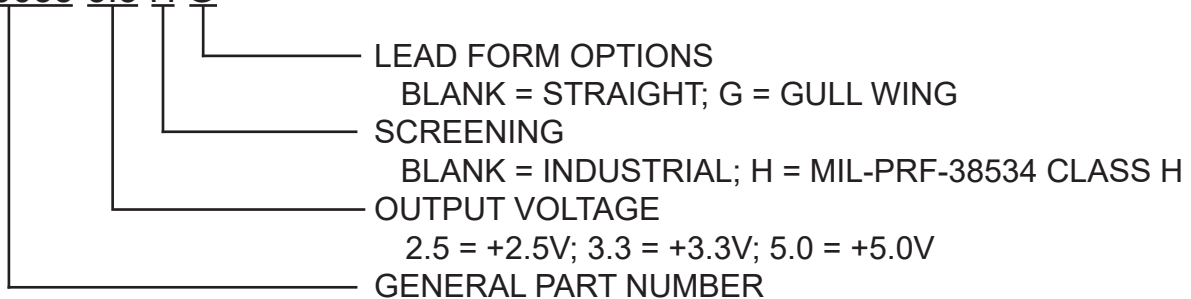 LEAD FORM OPTIONS
BLANK = STRAIGHT; G = GULL WING
SCREENING
BLANK = INDUSTRIAL; H = MIL-PRF-38534 CLASS H
OUTPUT VOLTAGE
2.5 = +2.5V; 3.3 = +3.3V; 5.0 = +5.0V
GENERAL PART NUMBER